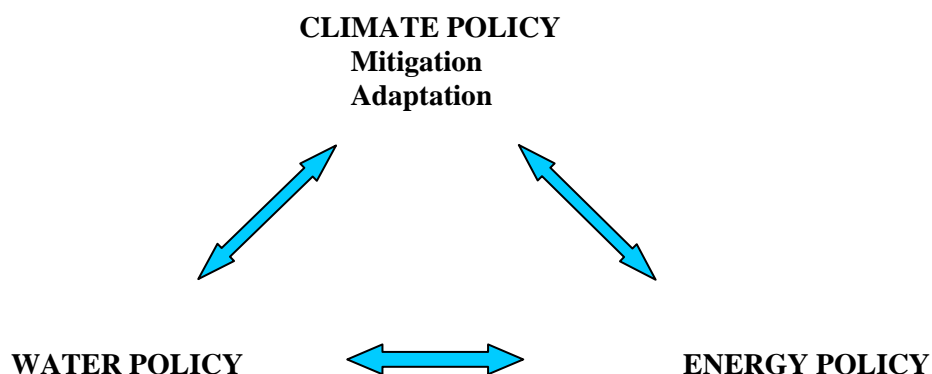 CLIMATE POLICY
Mitigation
Adaptation
WATER POLICY
ENERGY POLICY